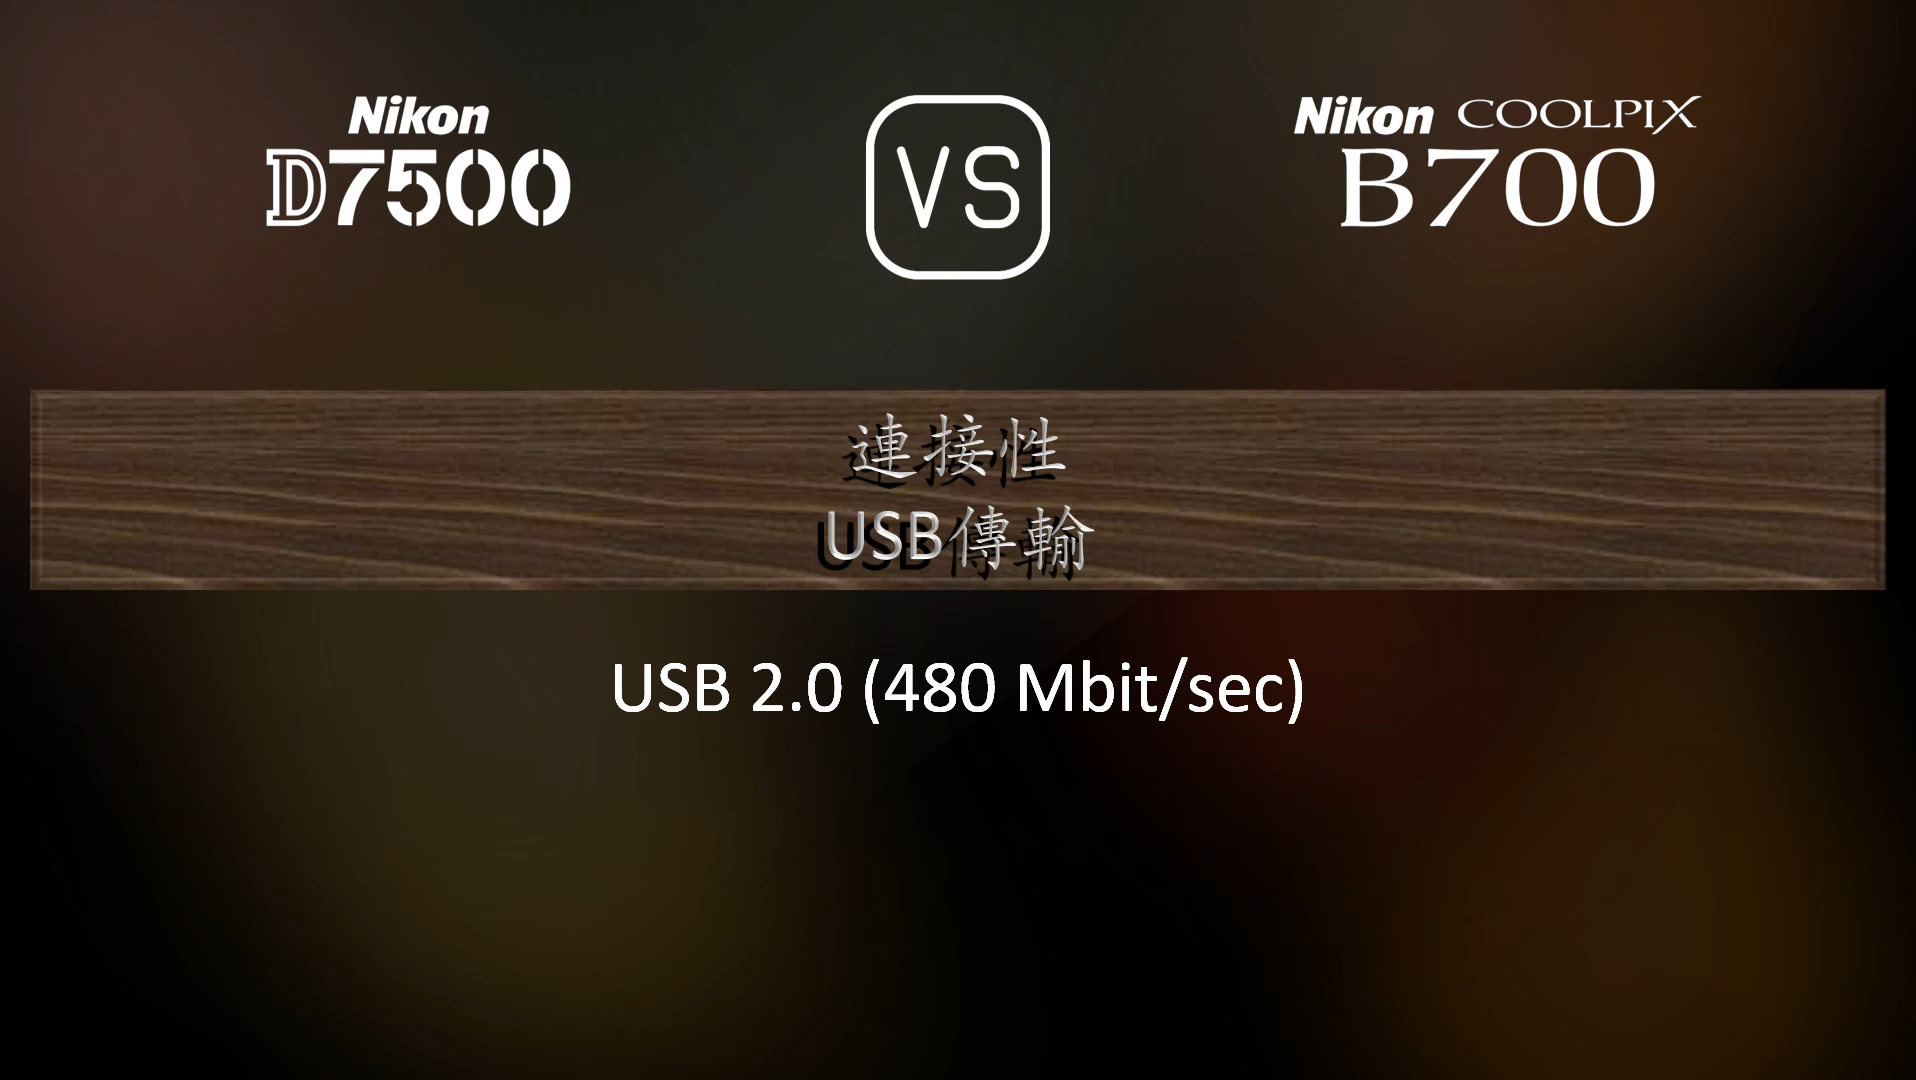 Nikon
D7500
VS
Nikon COOLPIX
B700
連接性
USB傳輸
USB 2.0 (480 Mbit/sec)